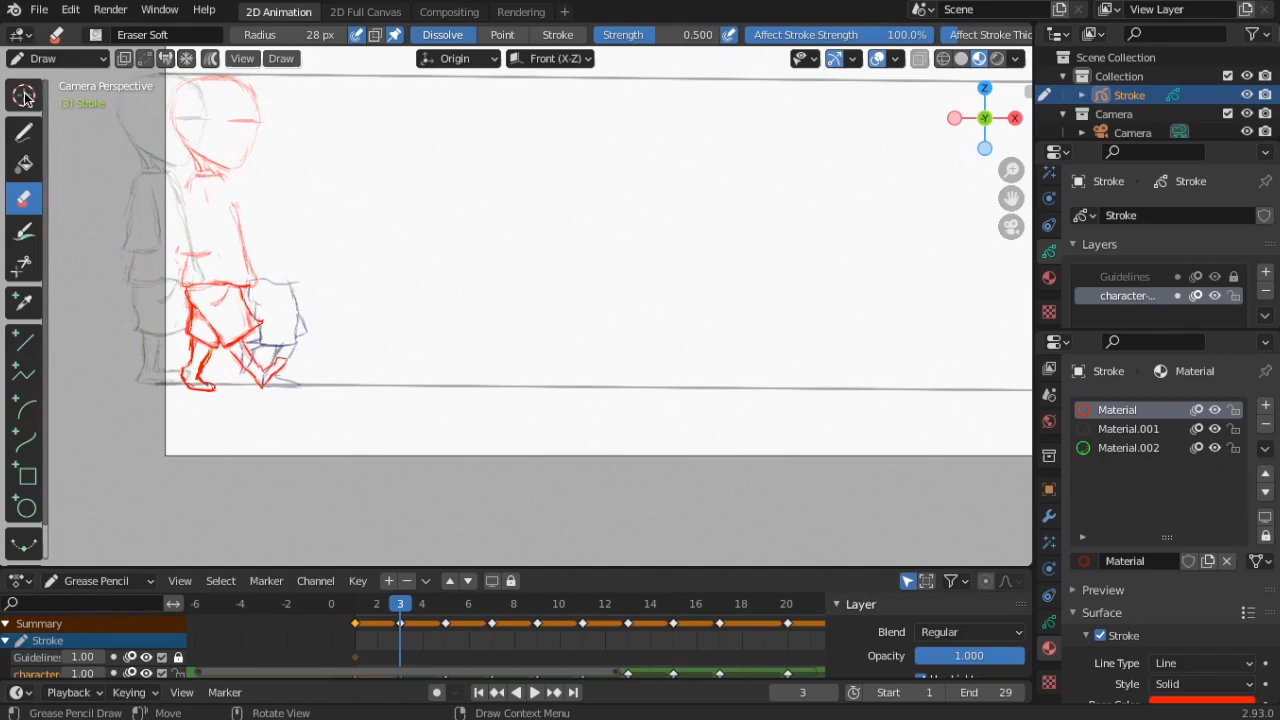 File Edit Render Window Help 2D Animation 2D Full Canvas Compositing Rendering + Scene View Layer
Eraser Soft Radius 28 px Dissolve Point Stroke Strength 0.500 Affect Stroke Strength 100.0% Affect Stroke Thic
Draw View Draw Origin Front (X-Z)
Camera Perspective
(3) Stroke
Z
-Y X
Scene Collection
Collection
Stroke
Camera
Camera
Stroke Stroke
Stroke
Layers
Guidelines
character-...
Stroke Material
Material
Material.001
Material.002
Material
Preview
Surface
Stroke
Line Type Line
Style Solid
Grease Pencil View Select Marker Channel Key
-6 -4 -2 0 2 3 4 6 8 10 12 14 16 18 20
Summary
Stroke
Guidelines 1.00
character- 1.00
Layer
Blend Regular
Opacity 1.000
Playback Keying View Marker 3 Start 1 End 29
Grease Pencil Draw Move Rotate View Draw Context Menu 2.93.0